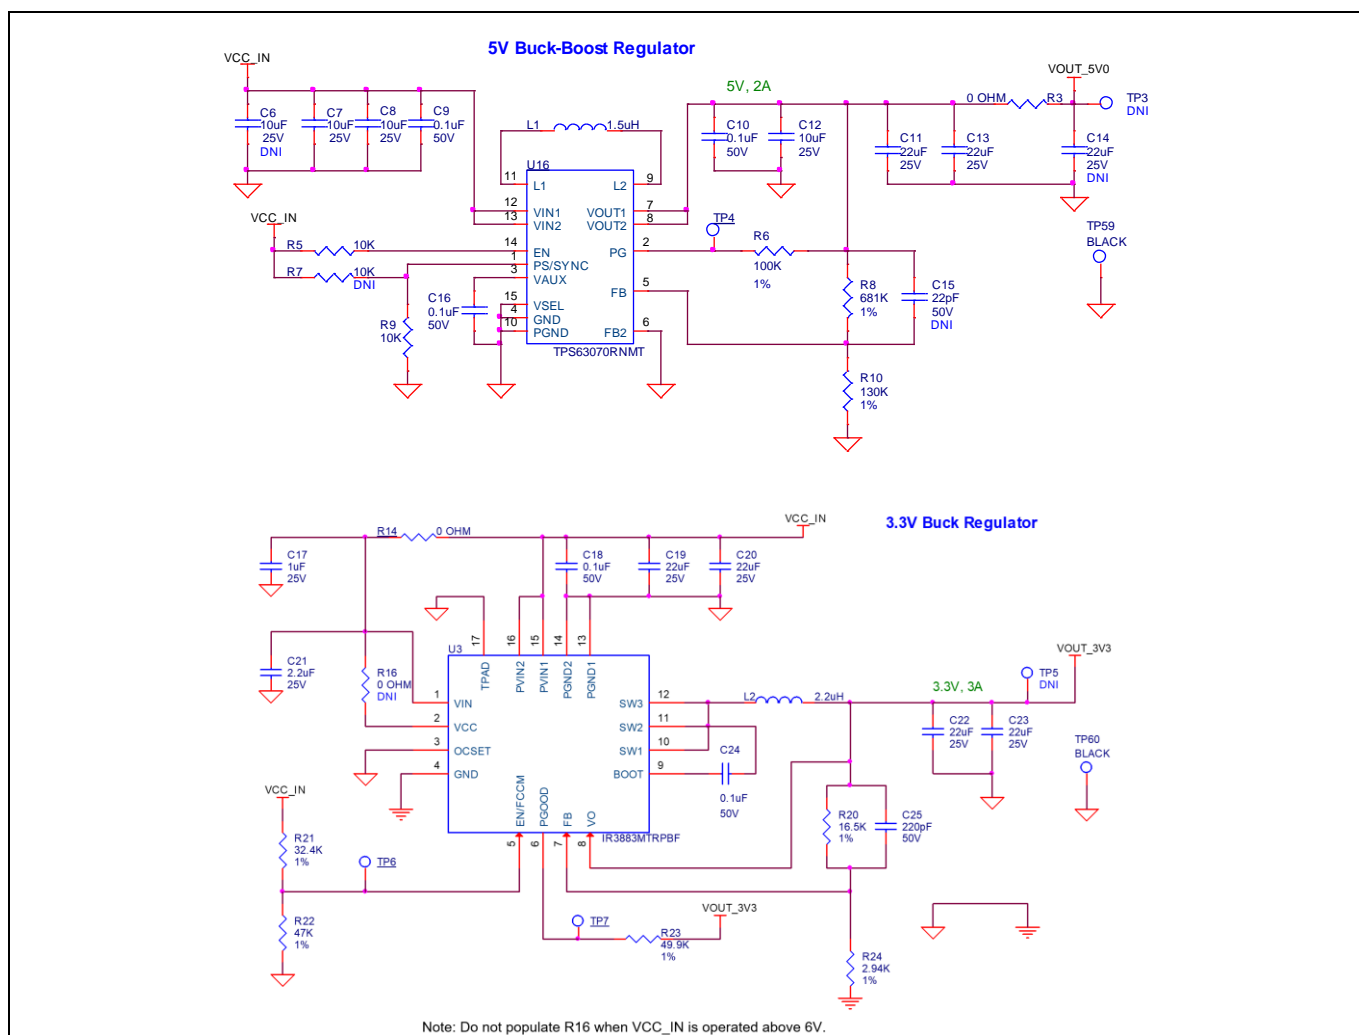 5V Buck-Boost Regulator
VCC_IN
C6
10uF
25V
DNI
C7
10uF
25V
C8
10uF
25V
C9
0.1uF
50V
L1
1.5uH
U16
11
L1
L2
9
12
VIN1
13
VIN2
VOUT1
7
VOUT2
8
14
EN
1
PS/SYNC
3
VAUX
PG
2
FB
5
15
VSEL
4
GND
10
PGND
FB2
6
TPS63070RNMT
VCC_IN
R5
10K
R7
10K
DNI
R9
10K
C16
0.1uF
50V
5V, 2A
C10
0.1uF
50V
C12
10uF
25V
C11
22uF
25V
C13
22uF
25V
0 OHM
R3
VOUT_5V0
TP3
DNI
C14
22uF
25V
DNI
TP4
R6
100K
1%
R8
681K
1%
C15
22pF
50V
DNI
R10
130K
1%
TP59
BLACK
3.3V Buck Regulator
VCC_IN
R14
0 OHM
C17
1uF
25V
C18
0.1uF
50V
C19
22uF
25V
C20
22uF
25V
C21
2.2uF
25V
R16
0 OHM
DNI
U3
17
16
15
14
13
TPAD
PVIN2
PVIN1
PGND2
PGND1
1
VIN
2
VCC
3
OCSET
4
GND
SW3
12
SW2
11
SW1
10
BOOT
9
EN/FCCM
PGOOD
FB
VO
5
6
7
8
IR3883MTRPBF
L2
2.2uH
C24
0.1uF
50V
3.3V, 3A
C22
22uF
25V
C23
22uF
25V
TP5
DNI
VOUT_3V3
TP60
BLACK
R20
16.5K
1%
C25
220pF
50V
VCC_IN
R21
32.4K
1%
TP6
R22
47K
1%
TP7
R23
49.9K
1%
VOUT_3V3
R24
2.94K
1%
Note: Do not populate R16 when VCC_IN is operated above 6V.